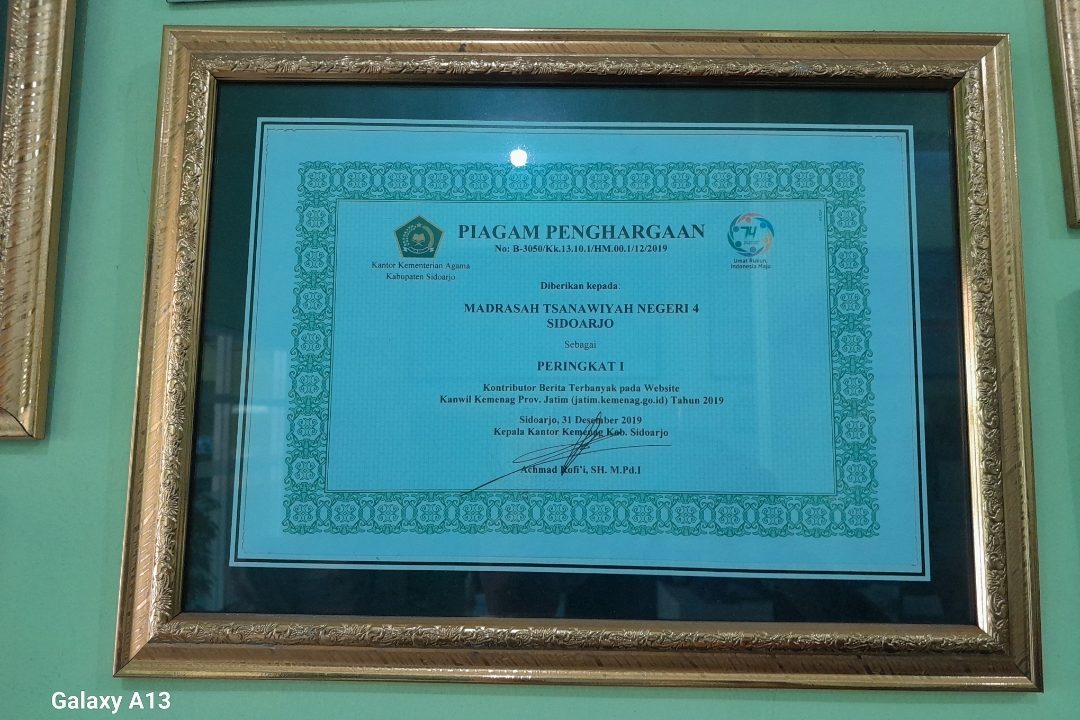 PIAGAM PENGHARGAAN
No: B-3050/Kk.13.10.1/HM.00.1/12/2019
Kantor Kementerian Agama
Kabupaten Sidoarjo
74
Umat Rukun,
Indonesia Maju
Diberikan kepada:
MADRASAH TSANAWIYAH NEGERI 4
SIDOARJO
Sebagai
PERINGKAT I
Kontributor Berita Terbanyak pada Website
Kanwil Kemenag Prov. Jatim (jatim.kemenag.go.id) Tahun 2019
Sidoarjo, 31 Desember 2019
Kepala Kantor Kemenag Kab. Sidoarjo
Achmad Rofi'i, SH. M.Pd.I
Galaxy A13